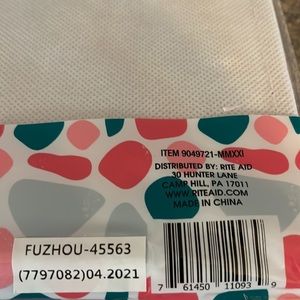 ITEM 9049721-MMXXI
DISTRIBUTED BY: RITE AID
30 HUNTER LANE
CAMP HILL, PA 17011
WWW.RITEAID.COM
MADE IN CHINA
FUZHOU-45563
(7797082)04.2021
7 61450 11093 9